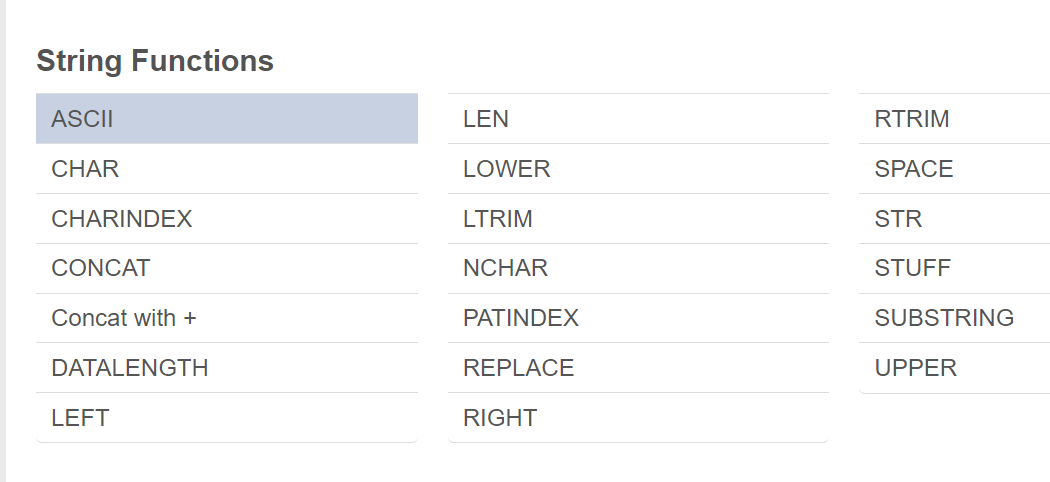 String Functions
ASCII
CHAR
CHARINDEX
CONCAT
Concat with +
DATALENGTH
LEFT
LEN
LOWER
LTRIM
NCHAR
PATINDEX
REPLACE
RIGHT
RTRIM
SPACE
STR
STUFF
SUBSTRING
UPPER